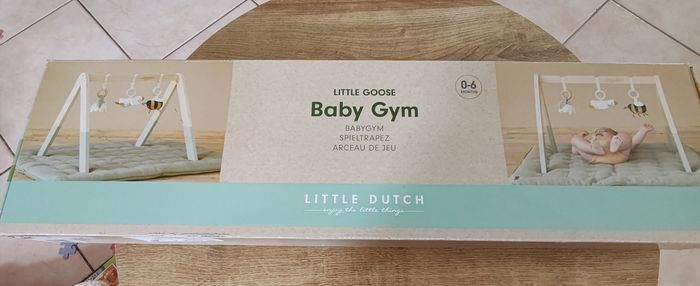 LITTLE GOOSE
Baby Gym
BABYGYM
SPIELTRAPEZ
ARCEAU DE JEU
0-6
MONTHS
LITTLE DUTCH
enjoy the little things